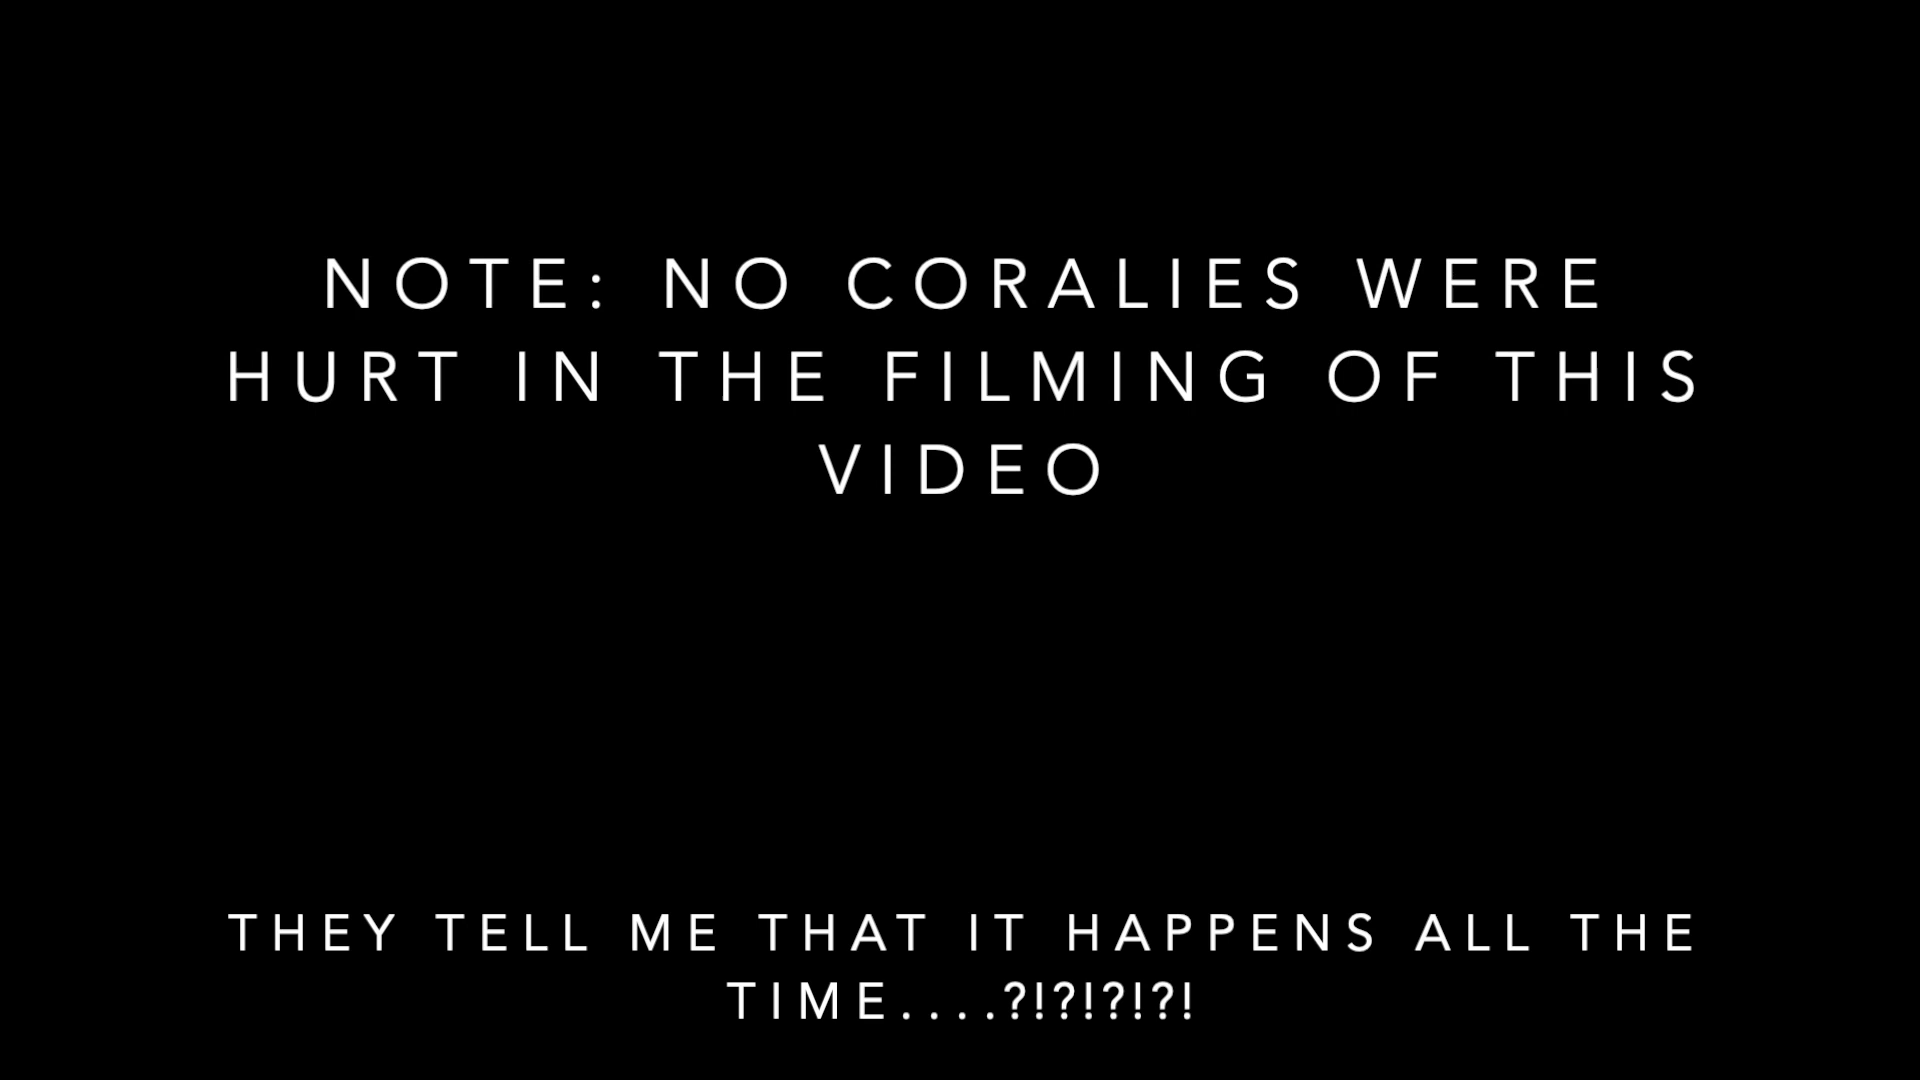 NOTE: NO CORALIES WERE
HURT IN THE FILMING OF THIS
VIDEO
THEY TELL ME THAT IT HAPPENS ALL THE
TIME....?!?!?!?!